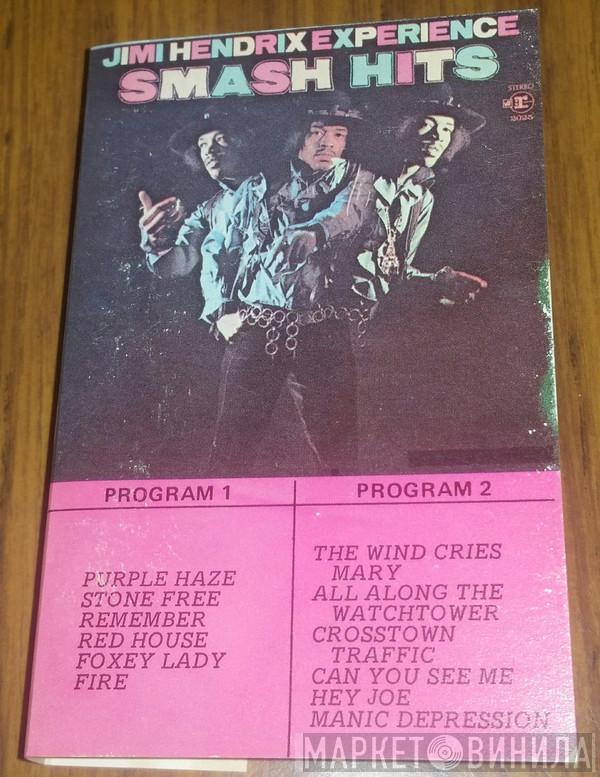 JIMI HENDRIX EXPERIENCE
SMASH HITS
STEREO
2025
PROGRAM 1
PURPLE HAZE
STONE FREE
REMEMBER
RED HOUSE
FOXEY LADY
FIRE
PROGRAM 2
THE WIND CRIES
MARY
ALL ALONG THE
WATCHTOWER
CROSSTOWN
TRAFFIC
CAN YOU SEE ME
HEY JOE
MANIC DEPRESSION
МАРКЕТ ВИНИЛА